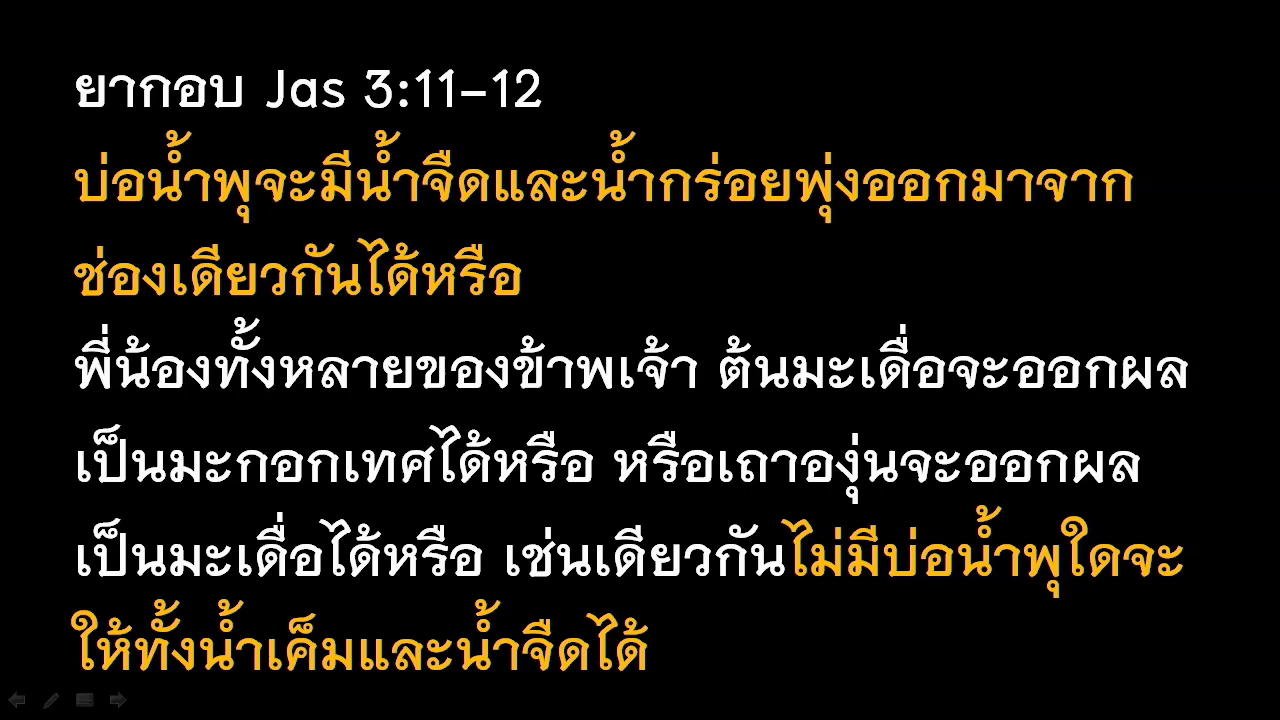 ยากอบ Jas 3:11-12
บ่อน้ำพุจะมีน้ำจืดและน้ำกร่อยพุ่งออกมาจาก
ช่องเดียวกันได้หรือ
พี่น้องทั้งหลายของข้าพเจ้า ต้นมะเดื่อจะออกผล
เป็นมะกอกเทศได้หรือ หรือเถาองุ่นจะออกผล
เป็นมะเดื่อได้หรือ เช่นเดียวกันไม่มีบ่อน้ำพุใดจะ
ให้ทั้งน้ำเค็มและน้ำจืดได้